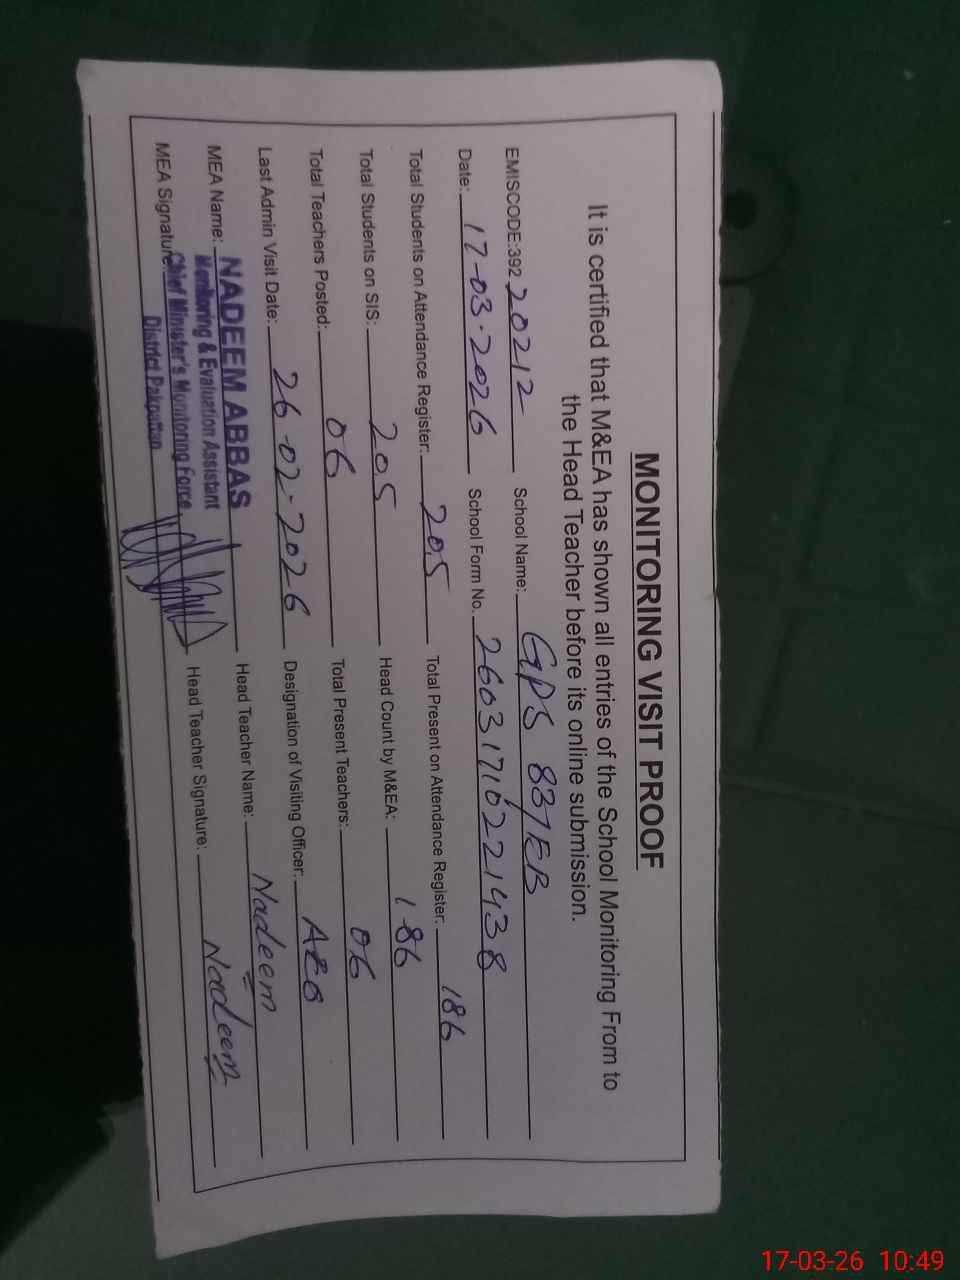 MONITORING VISIT PROOF
It is certified that M&EA has shown all entries of the School Monitoring From to
the Head Teacher before its online submission.
EMISCODE:392 20212 School Name: GPS 83/EB
Date: 17-03-2026 School Form No. 26031710221438
Total Students on Attendance Register: 205 Total Present on Attendance Register: 186
Total Students on SIS: 205 Head Count by M&EA: 186
Total Teachers Posted: 06 Total Present Teachers: 06
Last Admin Visit Date: 26-02-2026 Designation of Visiting Officer: AEO
MEA Name: NADEEM ABBAS Head Teacher Name: Nadeem
Monitoring & Evaluation Assistant
MEA Signature: Chief Minister's Monitoring Force Head Teacher Signature: Nadeem
District Pakpattan
17-03-26 10:49